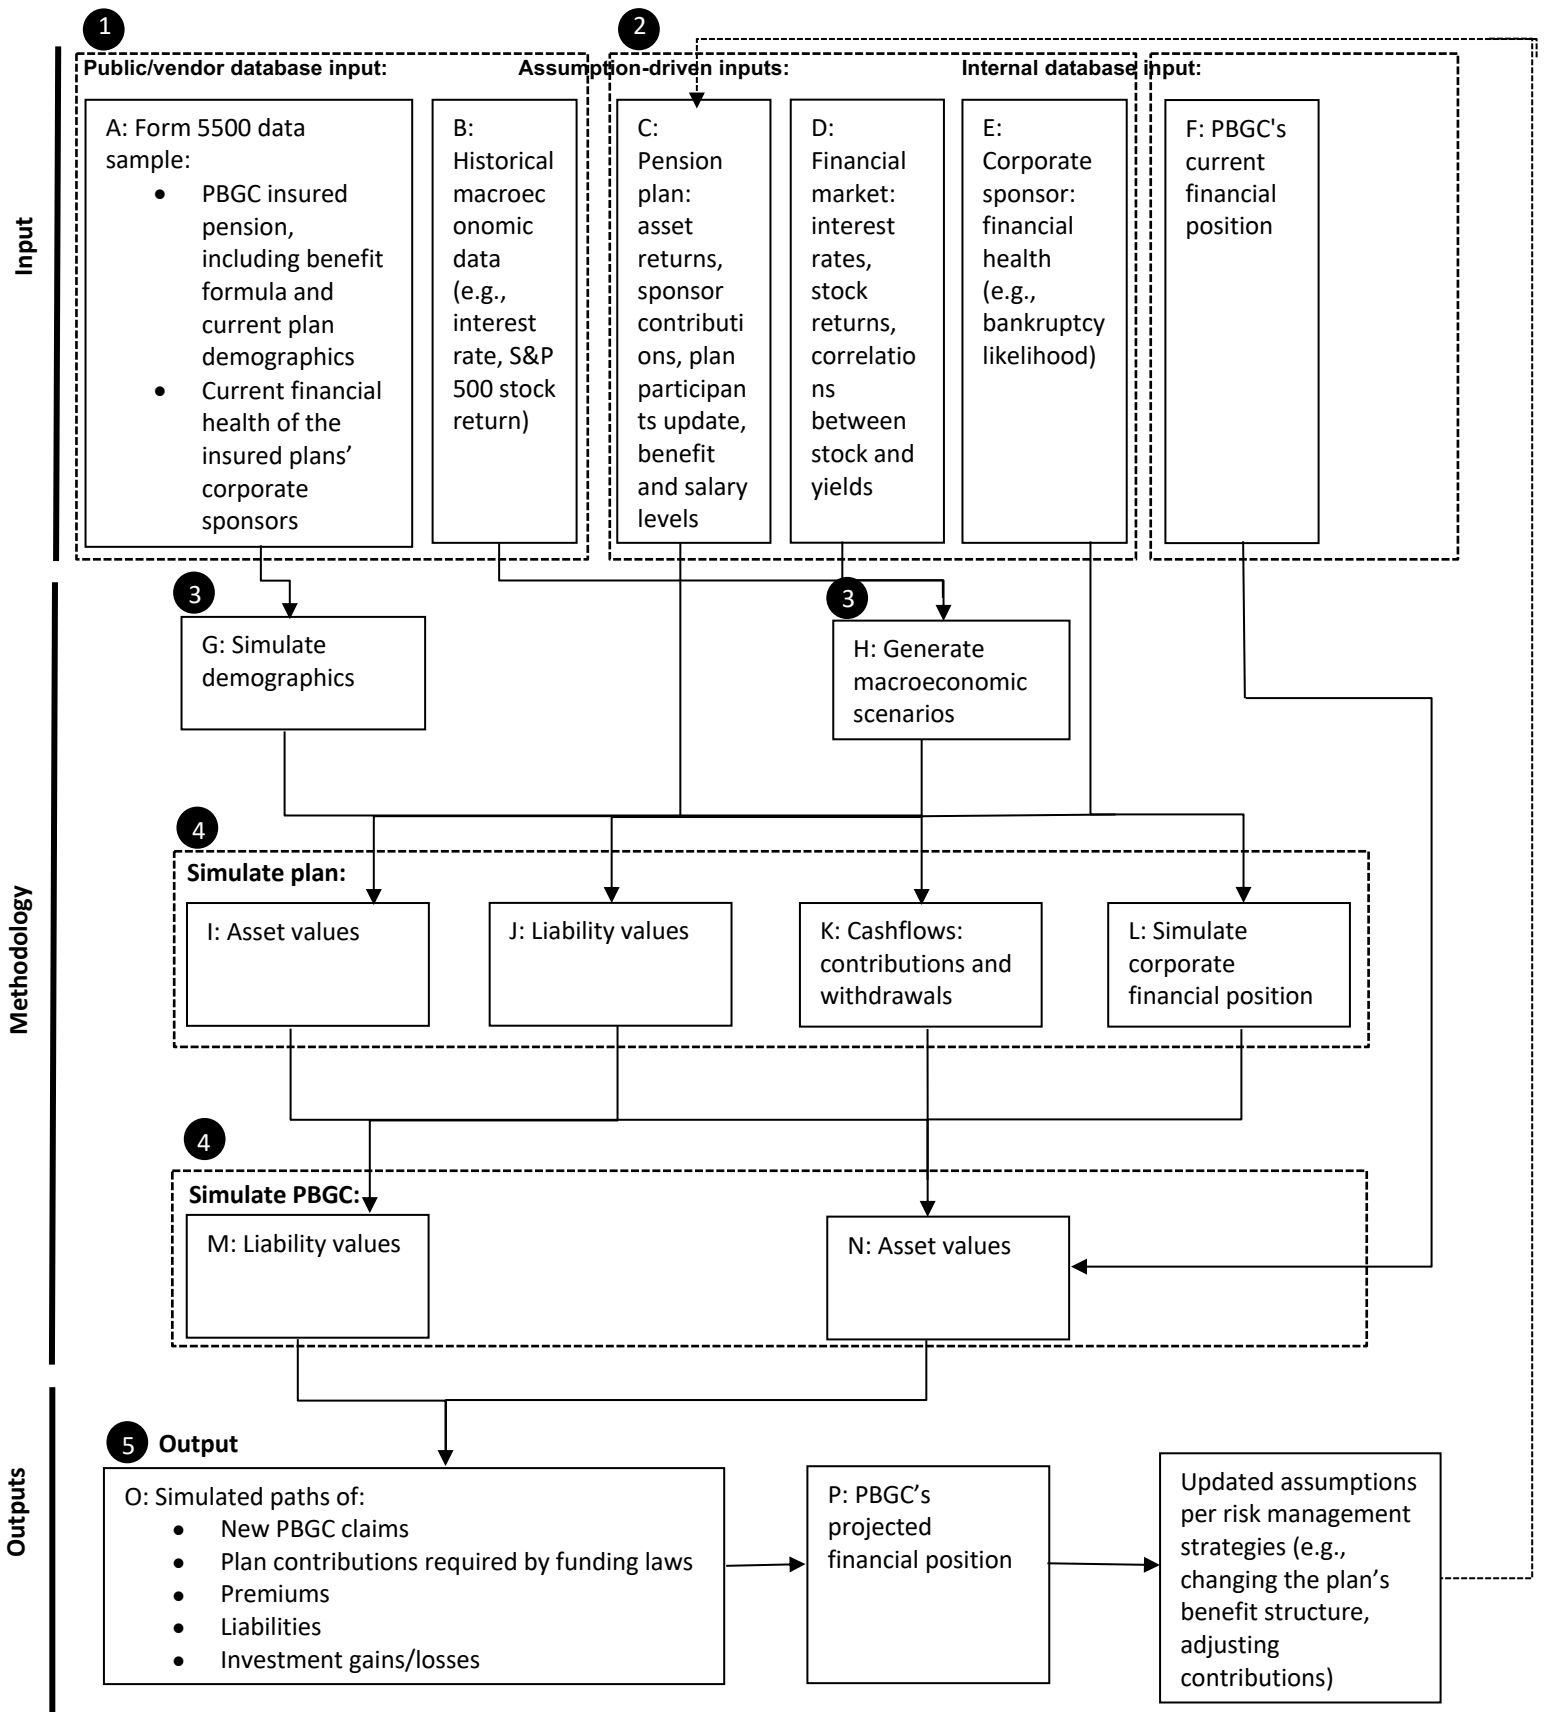 1
2
Public/vendor database input:
Assumption-driven inputs:
Internal database input:
Input
A: Form 5500 data
sample:
• PBGC insured
pension,
including benefit
formula and
current plan
demographics
• Current financial
health of the
insured plans’
corporate
sponsors
B:
Historical
macroec
onomic
data
(e.g.,
interest
rate, S&P
500 stock
return)
C:
Pension
plan:
asset
returns,
sponsor
contributi
ons, plan
participan
ts update,
benefit
and salary
levels
D:
Financial
market:
interest
rates,
stock
returns,
correlatio
ns
between
stock and
yields
E:
Corporate
sponsor:
financial
health
(e.g.,
bankruptcy
likelihood)
F: PBGC's
current
financial
position
Methodology
3
G: Simulate
demographics
3
H: Generate
macroeconomic
scenarios
4
Simulate plan:
I: Asset values
J: Liability values
K: Cashflows:
contributions and
withdrawals
L: Simulate
corporate
financial position
4
Simulate PBGC:
M: Liability values
N: Asset values
Outputs
5 Output
O: Simulated paths of:
• New PBGC claims
• Plan contributions required by funding laws
• Premiums
• Liabilities
• Investment gains/losses
P: PBGC’s
projected
financial position
Updated assumptions
per risk management
strategies (e.g.,
changing the plan’s
benefit structure,
adjusting
contributions)